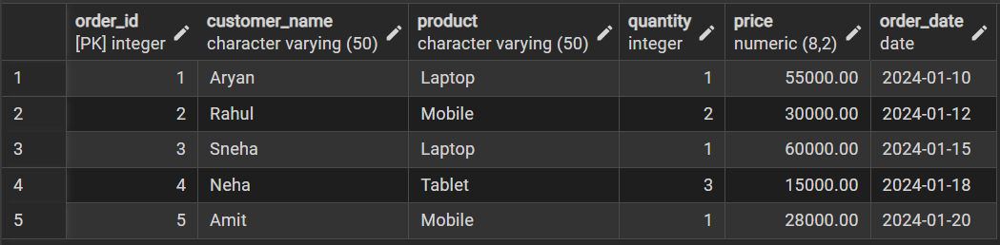 order_id customer_name product quantity price order_date
[PK] integer character varying (50) character varying (50) integer numeric (8,2) date
1 1 Aryan Laptop 1 55000.00 2024-01-10
2 2 Rahul Mobile 2 30000.00 2024-01-12
3 3 Sneha Laptop 1 60000.00 2024-01-15
4 4 Neha Tablet 3 15000.00 2024-01-18
5 5 Amit Mobile 1 28000.00 2024-01-20